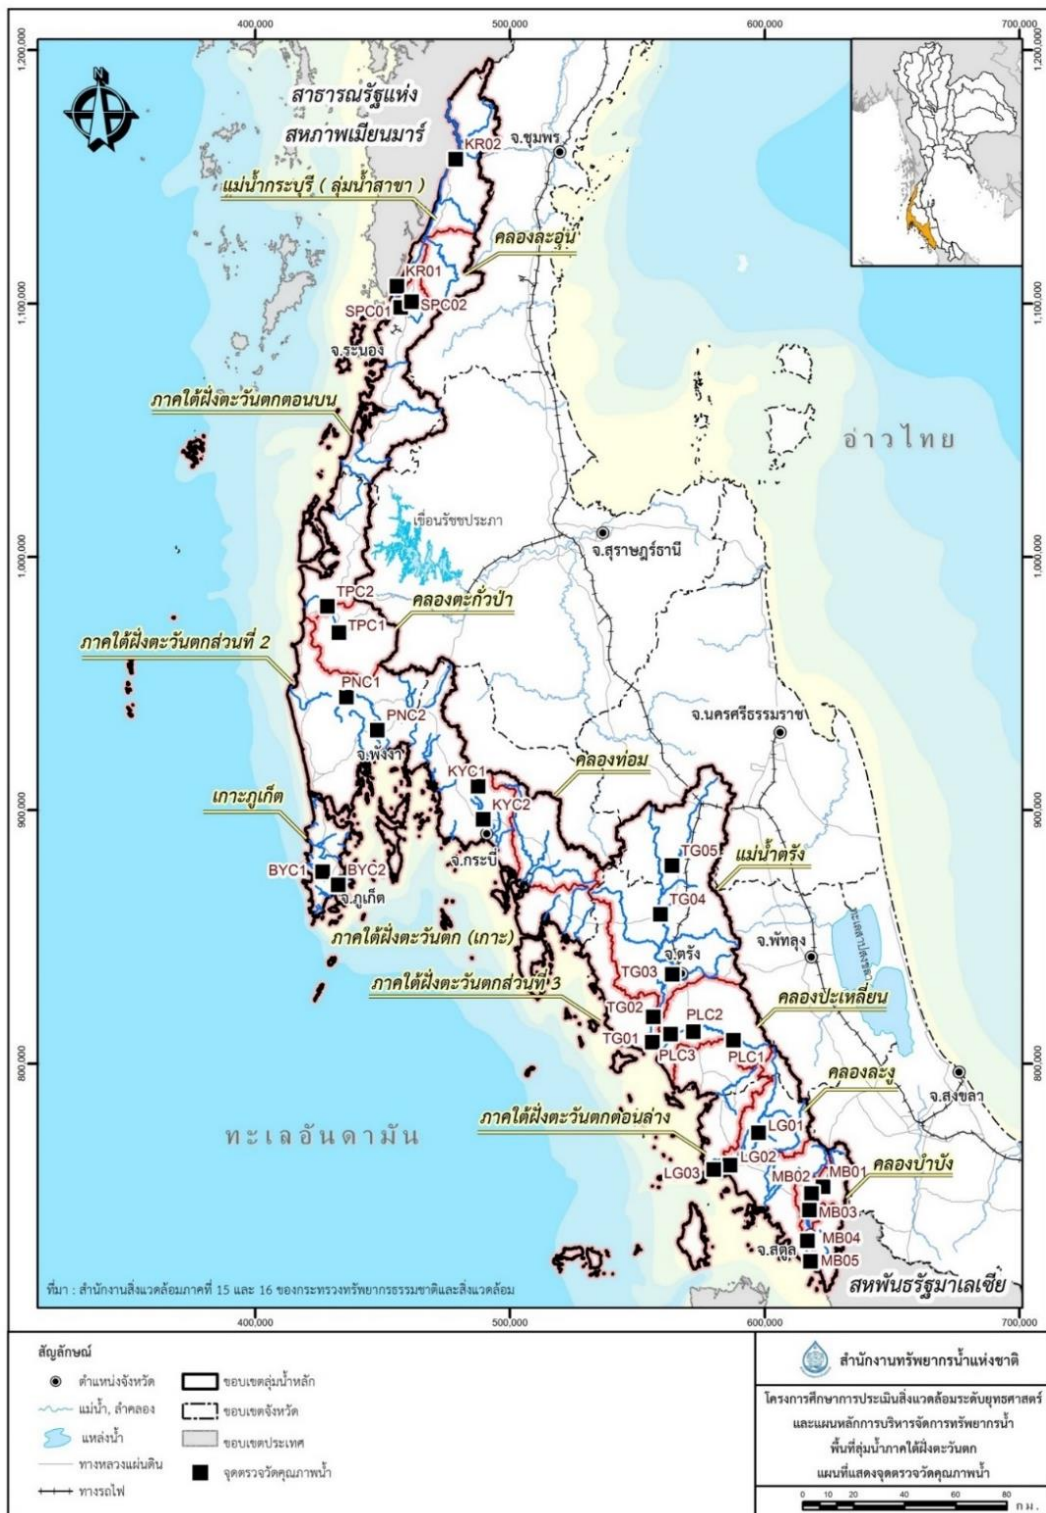 400,000
500,000
600,000
700,000
1,200,000
1,200,000
N
สาธารณรัฐแห่ง
สหภาพเมียนมาร์
KR02
จ.ชุมพร
แม่น้ำกระบุรี ( ลุ่มน้ำสาขา )
คลองละอุ่น
KR01
SPC02
SPC01
1,100,000
1,100,000
จ.ระนอง
ภาคใต้ฝั่งตะวันตกตอนบน
อ่าวไทย
เขื่อนรัชชประภา
จ.สุราษฎร์ธานี
1,000,000
1,000,000
TPC2
คลองตะกั่วป่า
TPC1
ภาคใต้ฝั่งตะวันตกส่วนที่ 2
PNC1
PNC2
จ.นครศรีธรรมราช
จ.พังงา
KYC1
คลองท่อม
เกาะภูเก็ต
KYC2
900,000
900,000
จ.กระบี่
TG05
แม่น้ำตรัง
BYC1
BYC2
จ.ภูเก็ต
TG04
ภาคใต้ฝั่งตะวันตก (เกาะ)
จ.ตรัง
จ.พัทลุง
ทะเลสาบสงขลา
TG03
ภาคใต้ฝั่งตะวันตกส่วนที่ 3
TG02
PLC2
คลองปะเหลี่ยน
TG01
PLC3
PLC1
800,000
800,000
คลองละงู
จ.สงขลา
ภาคใต้ฝั่งตะวันตกตอนล่าง
ทะเลอันดามัน
LG01
LG02
LG03
MB02
MB01
คลองบำบัง
MB03
MB04
จ.สตูล
MB05
สหพันธรัฐมาเลเซีย
ที่มา : สำนักงานสิ่งแวดล้อมภาคที่ 15 และ 16 ของกระทรวงทรัพยากรธรรมชาติและสิ่งแวดล้อม
400,000
500,000
600,000
700,000
สัญลักษณ์
ตำแหน่งจังหวัด
ขอบเขตลุ่มน้ำหลัก
แม่น้ำ, ลำคลอง
ขอบเขตจังหวัด
แหล่งน้ำ
ขอบเขตประเทศ
ทางหลวงแผ่นดิน
จุดตรวจวัดคุณภาพน้ำ
ทางรถไฟ
สำนักงานทรัพยากรน้ำแห่งชาติ
โครงการศึกษาการประเมินสิ่งแวดล้อมระดับยุทธศาสตร์
และแผนหลักการบริหารจัดการทรัพยากรน้ำ
พื้นที่ลุ่มน้ำภาคใต้ฝั่งตะวันตก
แผนที่แสดงจุดตรวจวัดคุณภาพน้ำ
0 10 20 40 60 80
กม.